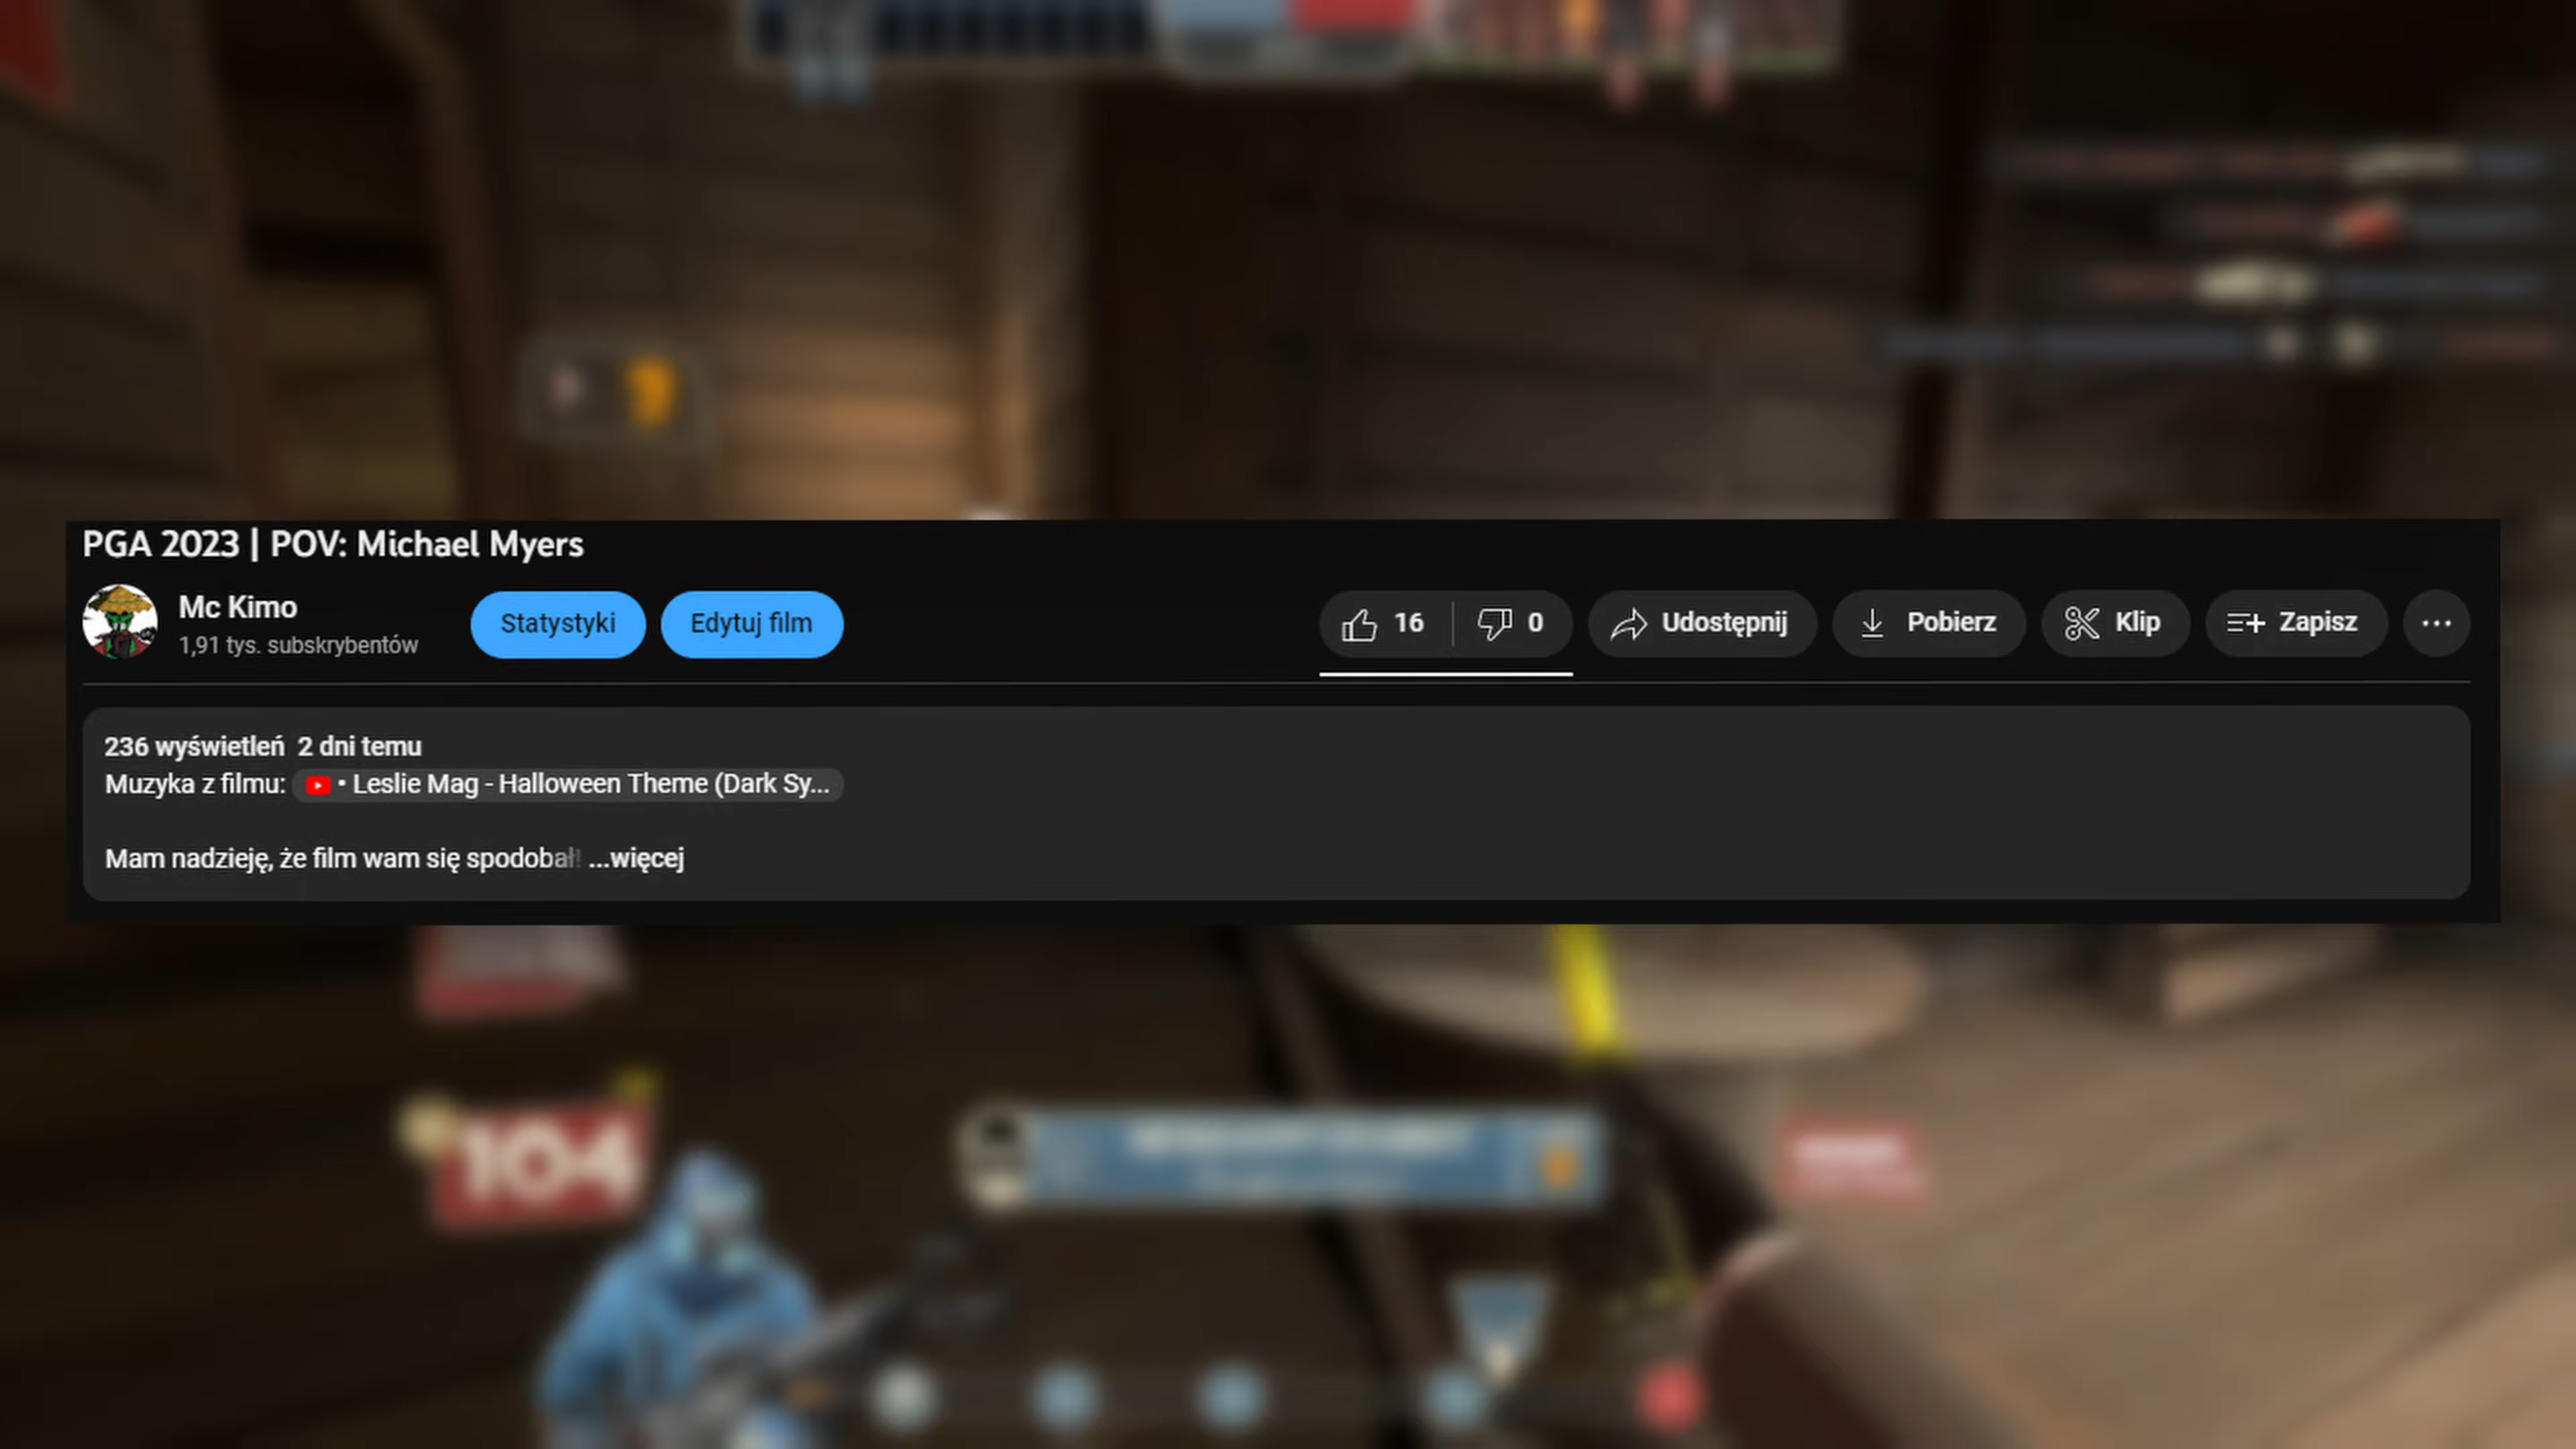 PGA 2023 | POV: Michael Myers
Mc Kimo
1,91 tys. subskrybentów
Statystyki
Edytuj film
16
0
Udostępnij
Pobierz
Klip
Zapisz
236 wyświetleń 2 dni temu
Muzyka z filmu: • Leslie Mag - Halloween Theme (Dark Sy...
Mam nadzieję, że film wam się spodobał! ...więcej
104